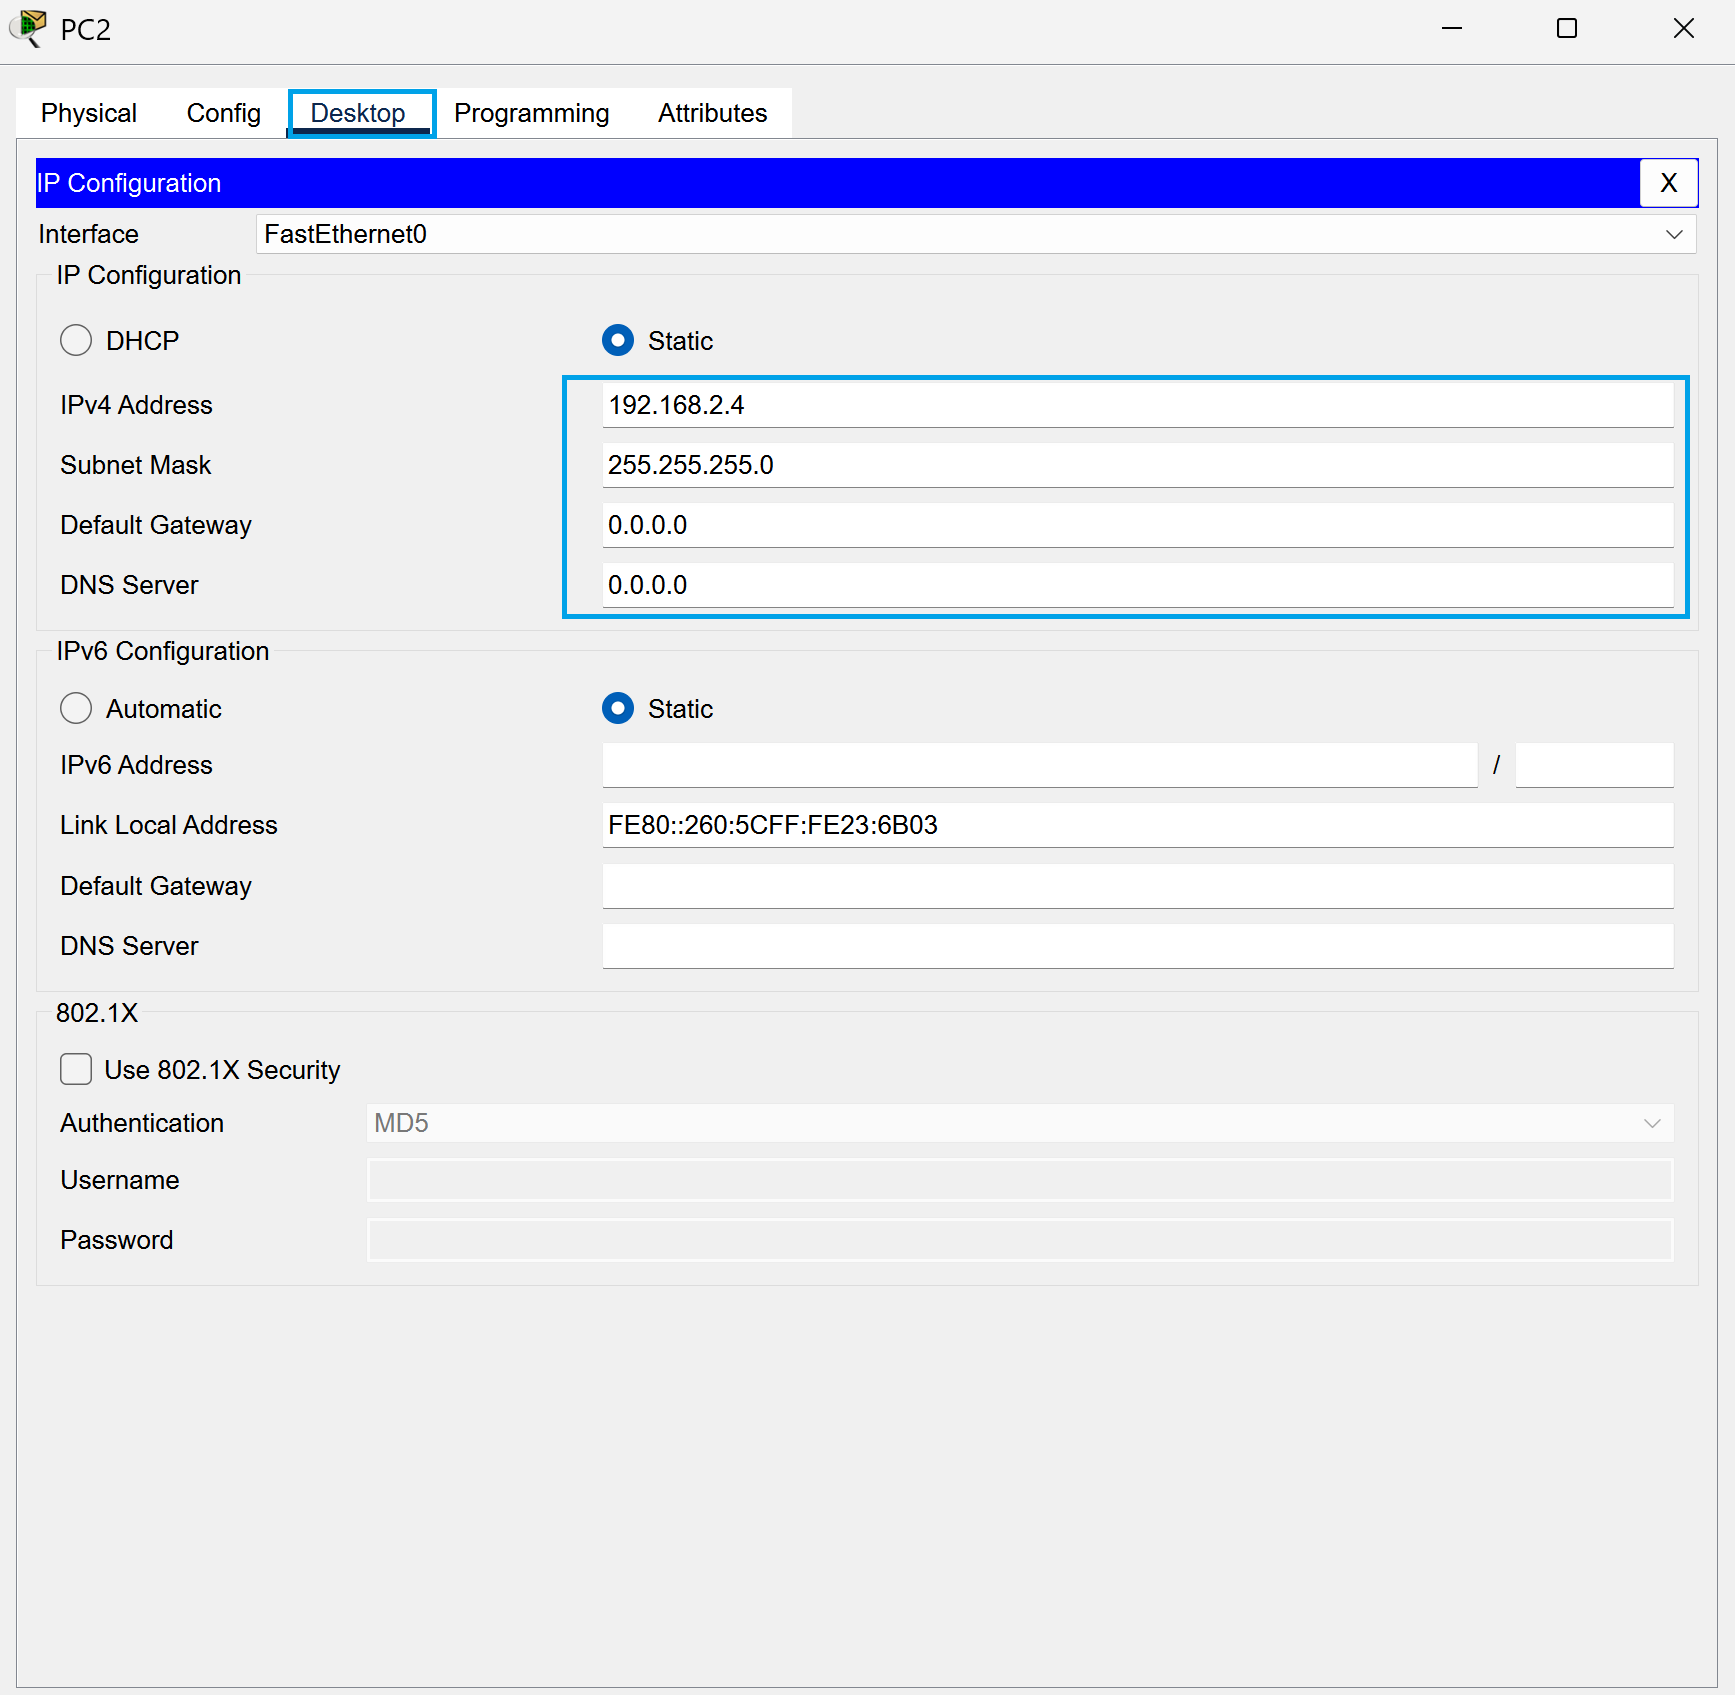 PC2
Physical Config Desktop Programming Attributes
IP Configuration X
Interface FastEthernet0
IP Configuration
DHCP Static
IPv4 Address 192.168.2.4
Subnet Mask 255.255.255.0
Default Gateway 0.0.0.0
DNS Server 0.0.0.0
IPv6 Configuration
Automatic Static
IPv6 Address /
Link Local Address FE80::260:5CFF:FE23:6B03
Default Gateway
DNS Server
802.1X
Use 802.1X Security
Authentication MD5
Username
Password